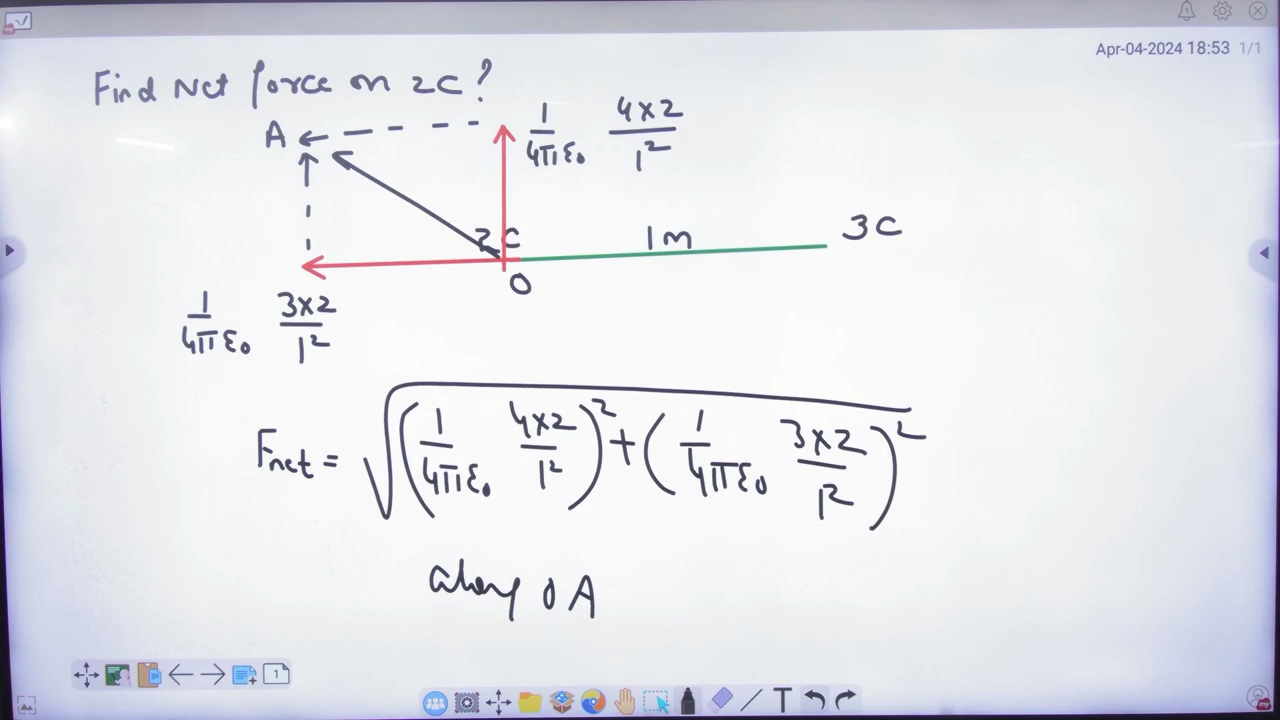 Apr-04-2024 18:53 1/1
Find Net force on 2C?
A
1/4πε₀ 4×2/1²
2C
1m
3C
O
1/4πε₀ 3×2/1²
Fnet = √((1/4πε₀ 4×2/1²)² + (1/4πε₀ 3×2/1²)²)
along OA
1
T